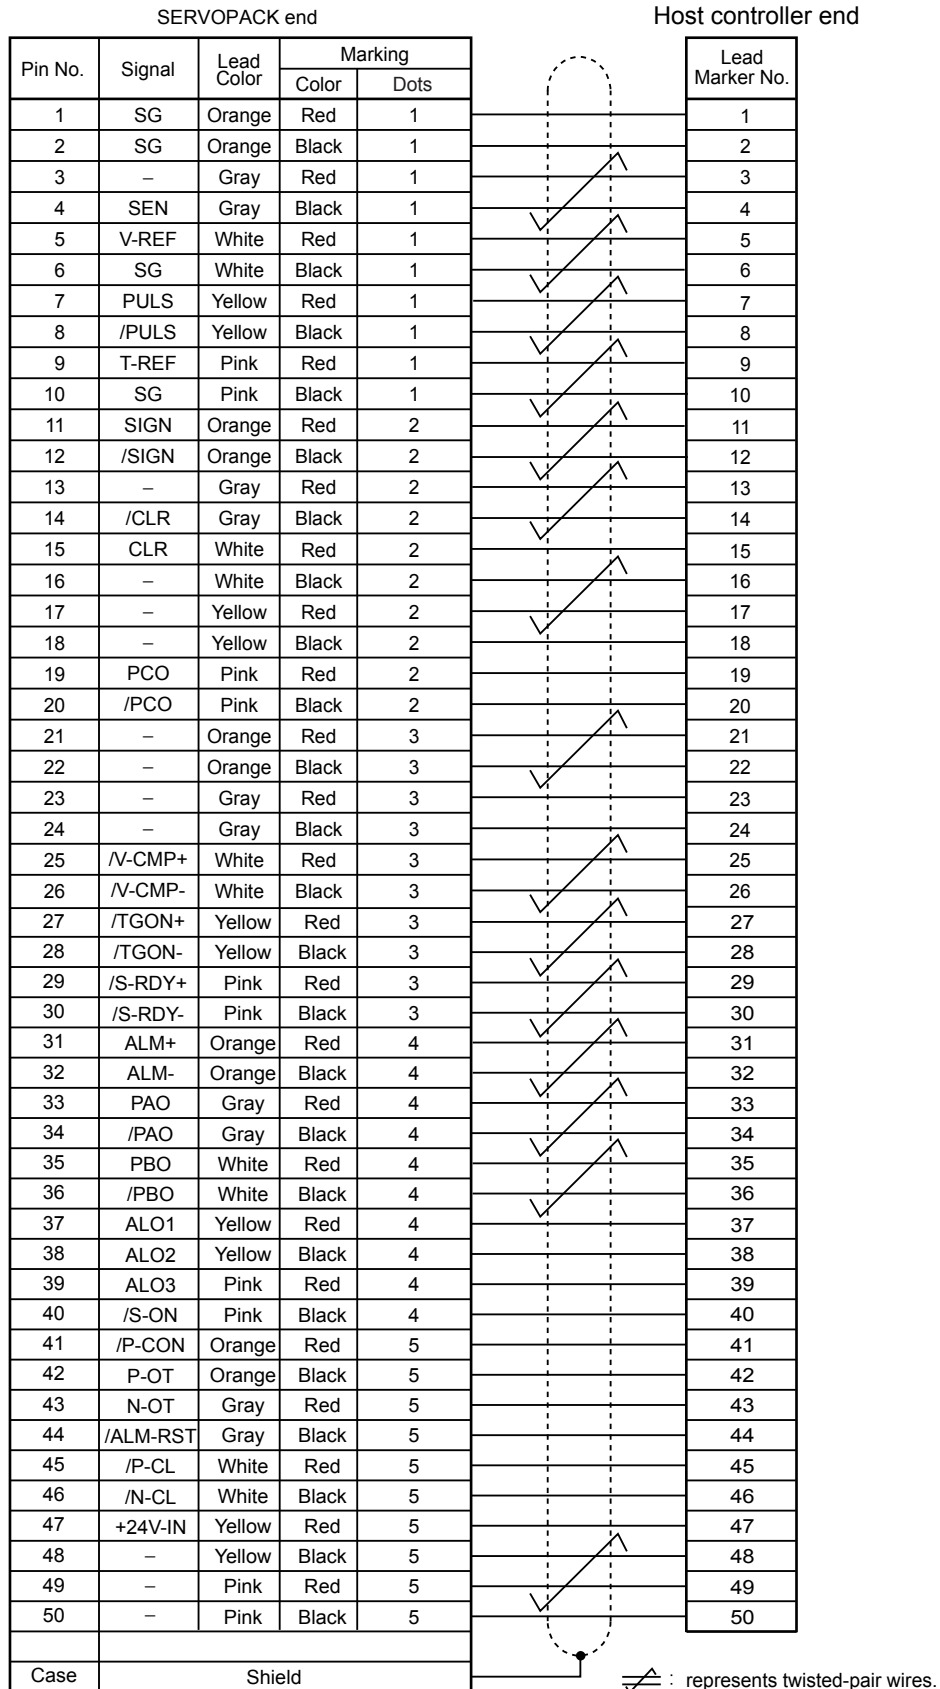 SERVOPACK end Host controller end
Pin No. Signal Lead Color Marking Lead Marker No.
Color Dots
1 SG Orange Red 1 1
2 SG Orange Black 1 2
3 – Gray Red 1 3
4 SEN Gray Black 1 4
5 V-REF White Red 1 5
6 SG White Black 1 6
7 PULS Yellow Red 1 7
8 /PULS Yellow Black 1 8
9 T-REF Pink Red 1 9
10 SG Pink Black 1 10
11 SIGN Orange Red 2 11
12 /SIGN Orange Black 2 12
13 – Gray Red 2 13
14 /CLR Gray Black 2 14
15 CLR White Red 2 15
16 – White Black 2 16
17 – Yellow Red 2 17
18 – Yellow Black 2 18
19 PCO Pink Red 2 19
20 /PCO Pink Black 2 20
21 – Orange Red 3 21
22 – Orange Black 3 22
23 – Gray Red 3 23
24 – Gray Black 3 24
25 /V-CMP+ White Red 3 25
26 /V-CMP- White Black 3 26
27 /TGON+ Yellow Red 3 27
28 /TGON- Yellow Black 3 28
29 /S-RDY+ Pink Red 3 29
30 /S-RDY- Pink Black 3 30
31 ALM+ Orange Red 4 31
32 ALM- Orange Black 4 32
33 PAO Gray Red 4 33
34 /PAO Gray Black 4 34
35 PBO White Red 4 35
36 /PBO White Black 4 36
37 ALO1 Yellow Red 4 37
38 ALO2 Yellow Black 4 38
39 ALO3 Pink Red 4 39
40 /S-ON Pink Black 4 40
41 /P-CON Orange Red 5 41
42 P-OT Orange Black 5 42
43 N-OT Gray Red 5 43
44 /ALM-RST Gray Black 5 44
45 /P-CL White Red 5 45
46 /N-CL White Black 5 46
47 +24V-IN Yellow Red 5 47
48 – Yellow Black 5 48
49 – Pink Red 5 49
50 – Pink Black 5 50
Case Shield
: represents twisted-pair wires.